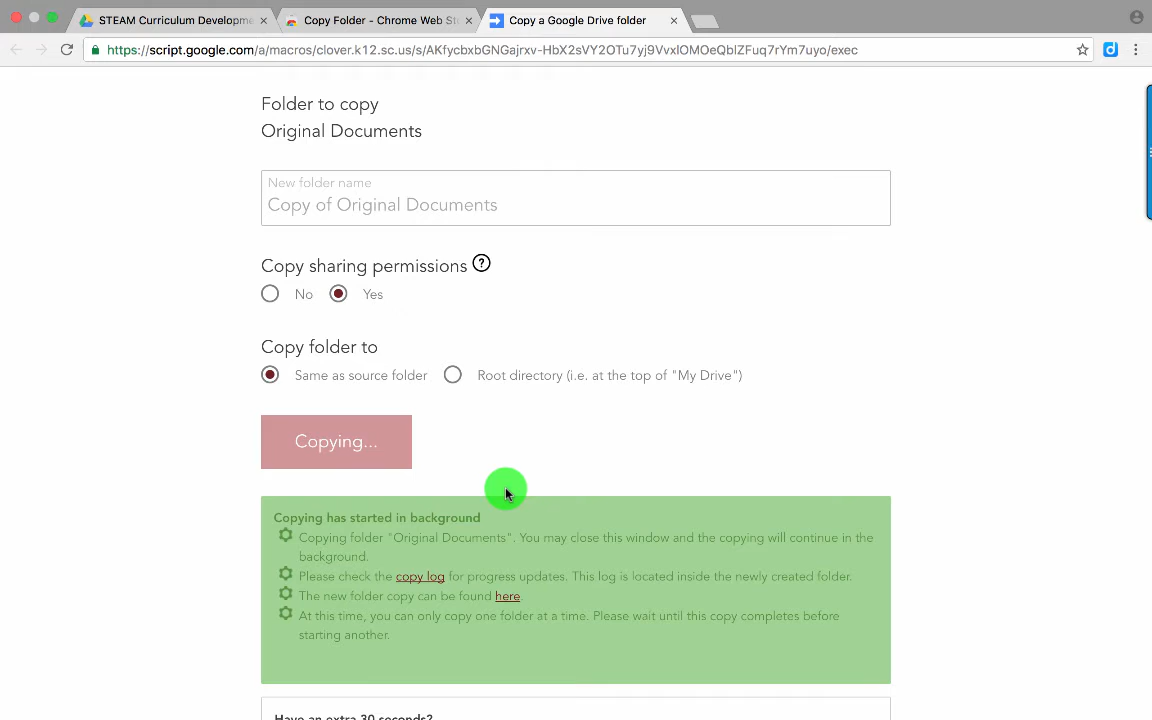 STEAM Curriculum Developme
Copy Folder - Chrome Web St
Copy a Google Drive folder
https://script.google.com/a/macros/clover.k12.sc.us/s/AKfycbxbGNGajrxv-HbX2sVY2OTu7yj9VvxlOMOeQblZFuq7rYm7uyo/exec
Folder to copy
Original Documents
New folder name
Copy of Original Documents
Copy sharing permissions ?
No Yes
Copy folder to
Same as source folder Root directory (i.e. at the top of "My Drive")
Copying...
Copying has started in background
Copying folder "Original Documents". You may close this window and the copying will continue in the
background.
Please check the copy log for progress updates. This log is located inside the newly created folder.
The new folder copy can be found here.
At this time, you can only copy one folder at a time. Please wait until this copy completes before
starting another.
Have an extra 30 seconds?